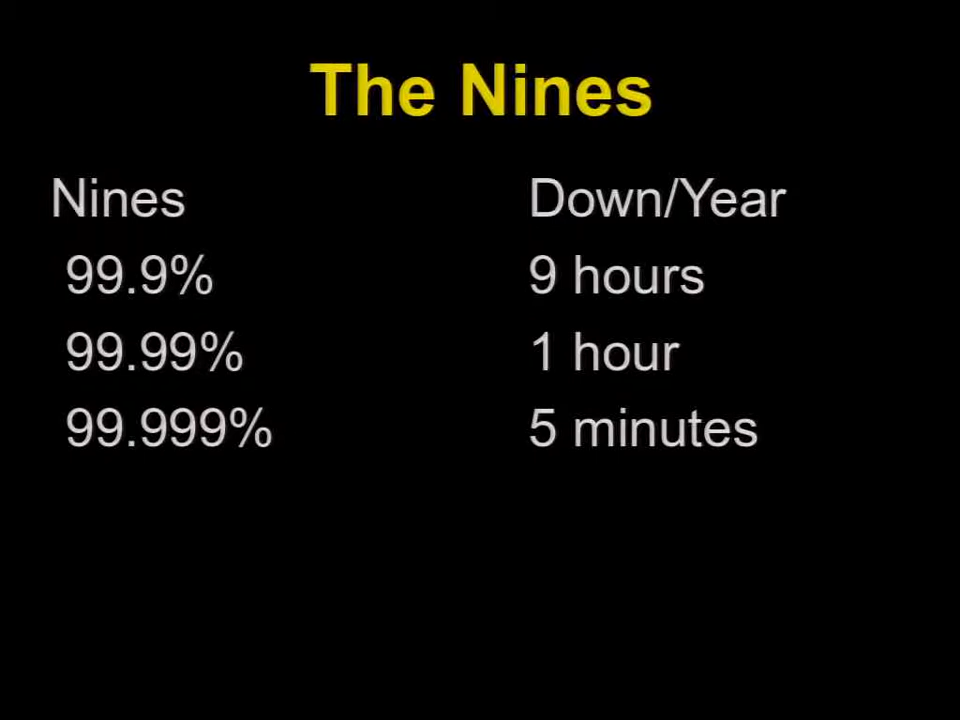 The Nines
Nines Down/Year
99.9% 9 hours
99.99% 1 hour
99.999% 5 minutes